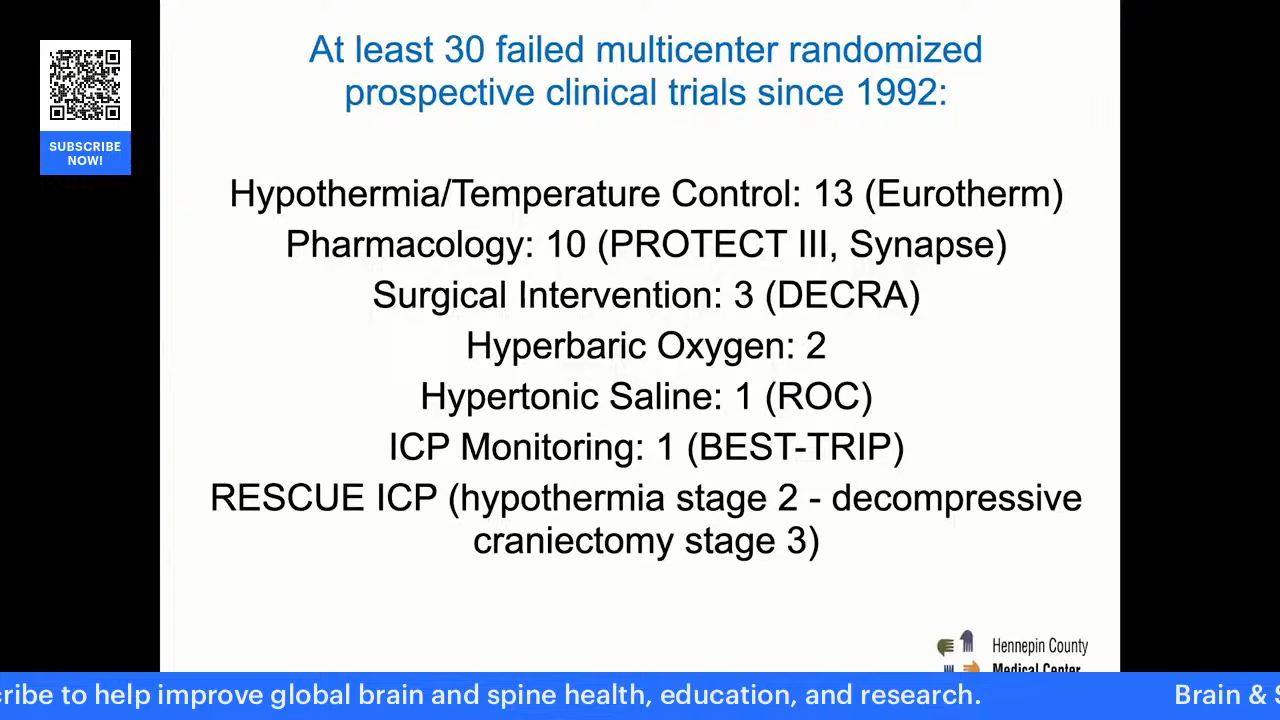 At least 30 failed multicenter randomized
prospective clinical trials since 1992:
SUBSCRIBE
NOW!
Hypothermia/Temperature Control: 13 (Eurotherm)
Pharmacology: 10 (PROTECT III, Synapse)
Surgical Intervention: 3 (DECRA)
Hyperbaric Oxygen: 2
Hypertonic Saline: 1 (ROC)
ICP Monitoring: 1 (BEST-TRIP)
RESCUE ICP (hypothermia stage 2 - decompressive
craniectomy stage 3)
Hennepin County
Medical Center
cribe to help improve global brain and spine health, education, and research.
Brain & S